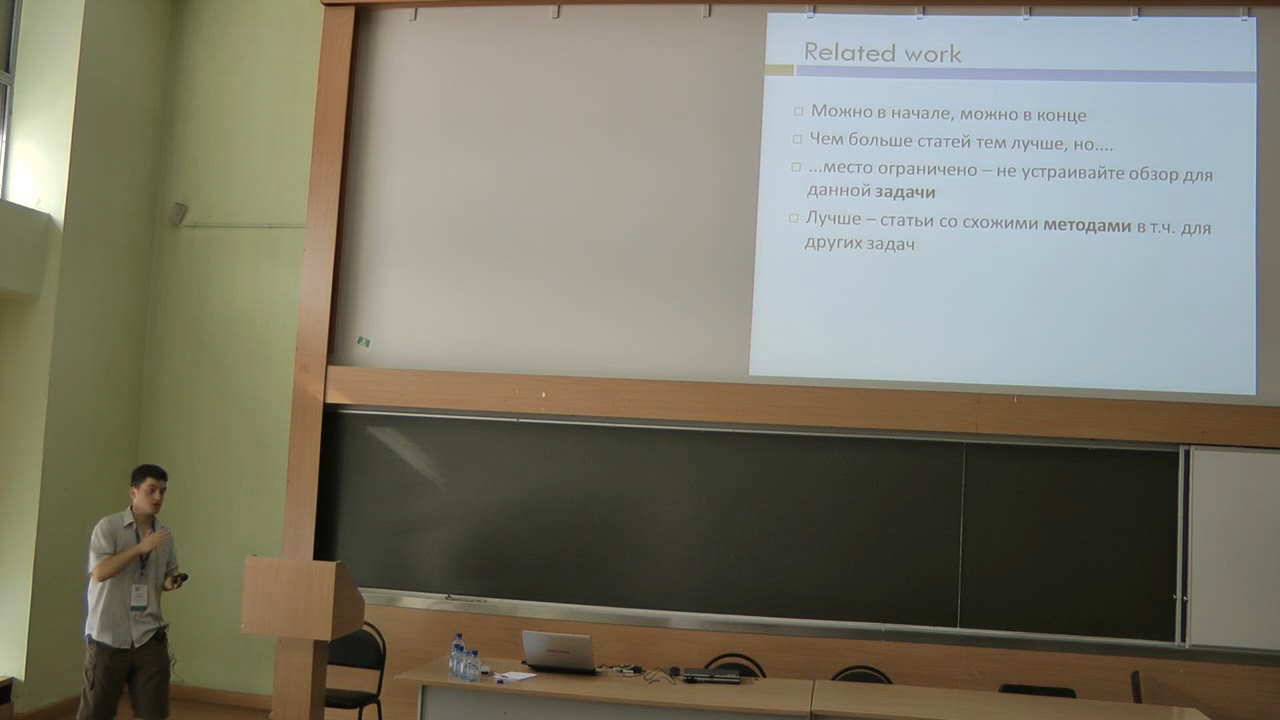 Related work
Можно в начале, можно в конце
Чем больше статей тем лучше, но....
...место ограничено – не устраивайте обзор для
данной задачи
Лучше – статьи со схожими методами в т.ч. для
других задач